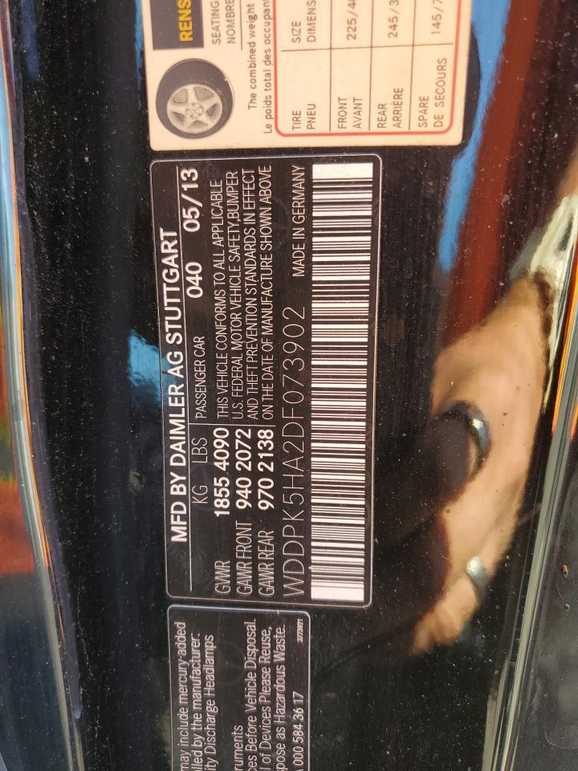 RENS
SEATING
NOMBRE
The combined weight
Le poids total des occupan
TIRE SIZE
PNEU DIMENS
FRONT 225/4
AVANT
REAR 245/3
ARRIÈRE
SPARE 145/7
DE SECOURS
MFD BY DAIMLER AG STUTTGART
KG LBS PASSENGER CAR 040 05/13
GVWR 1855 4090 THIS VEHICLE CONFORMS TO ALL APPLICABLE
U.S. FEDERAL MOTOR VEHICLE SAFETY,BUMPER
GAWR FRONT 940 2072 AND THEFT PREVENTION STANDARDS IN EFFECT
GAWR REAR 970 2138 ON THE DATE OF MANUFACTURE SHOWN ABOVE
WDDPK5HA2DF073902 MADE IN GERMANY
may include mercury-added
lled by the manufacturer:
ity Discharge Headlamps
ruments
es Before Vehicle Disposal.
l of Devices Please Reuse,
pose as Hazardous Waste.
A 000 584 36 17